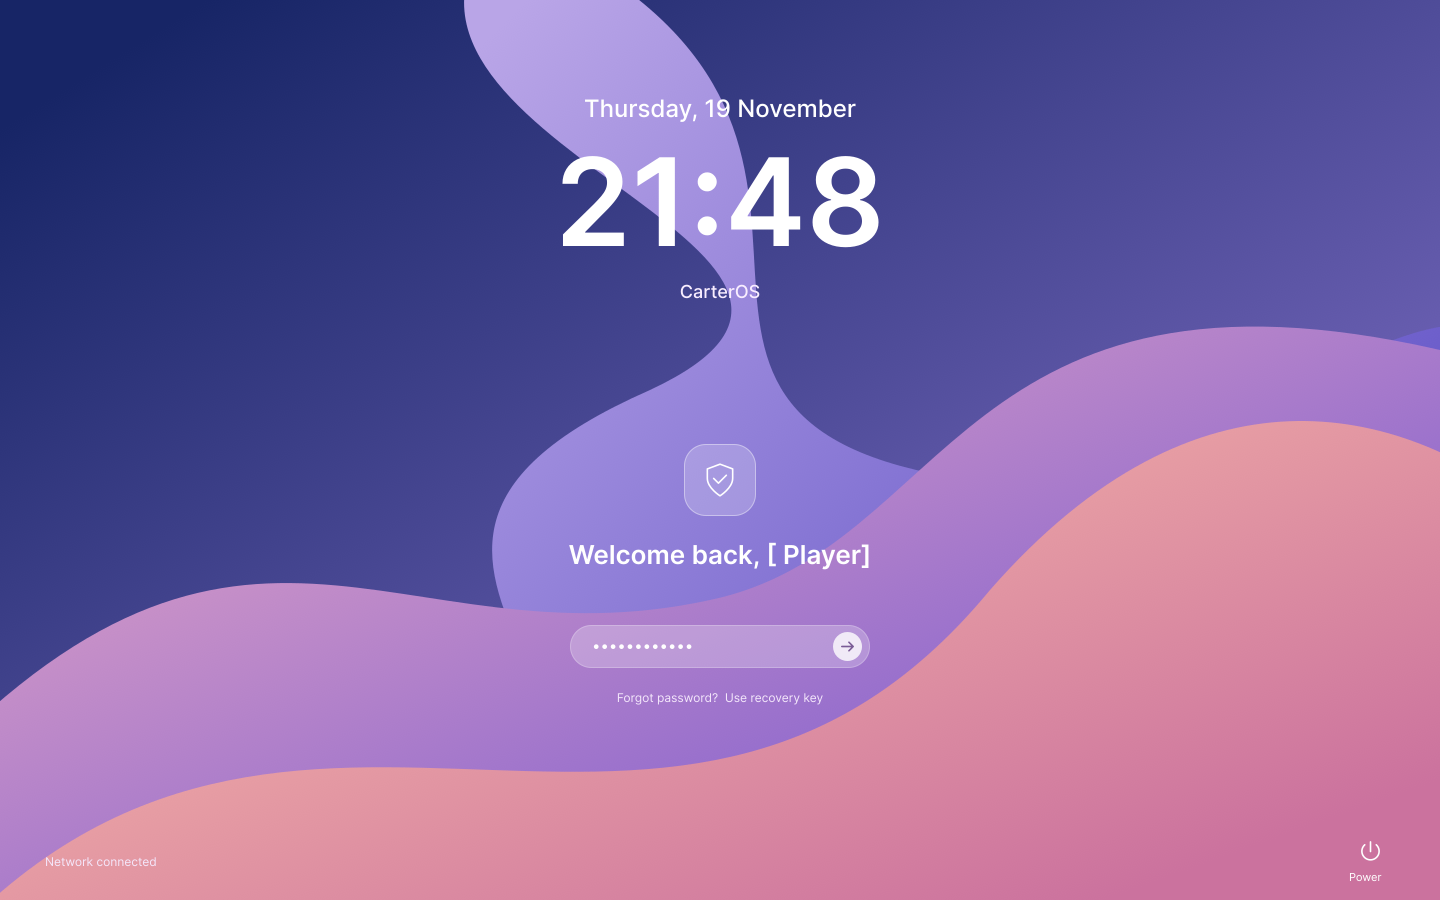 Thursday, 19 November
21:48
CarterOS
Welcome back, [ Player]
••••••••••••
Forgot password?  Use recovery key
Network connected
Power